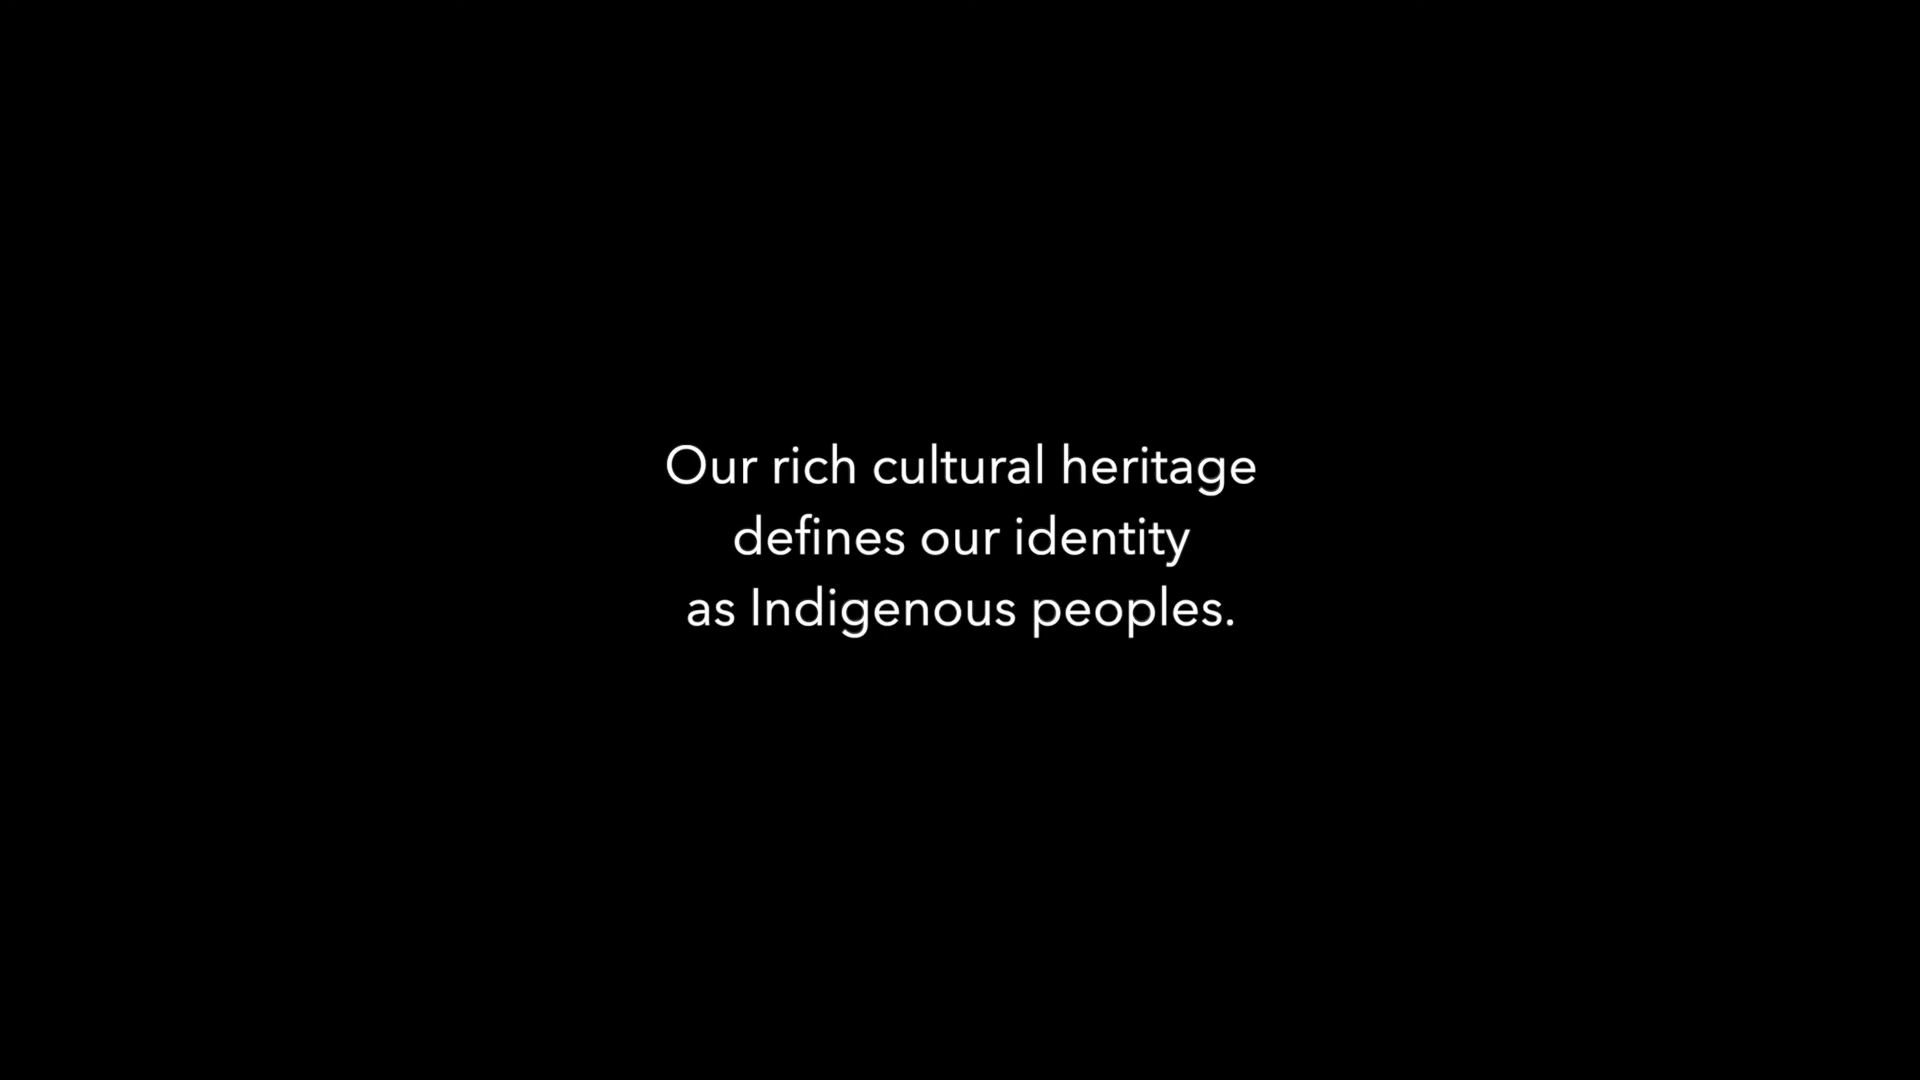 Our rich cultural heritage
defines our identity
as Indigenous peoples.